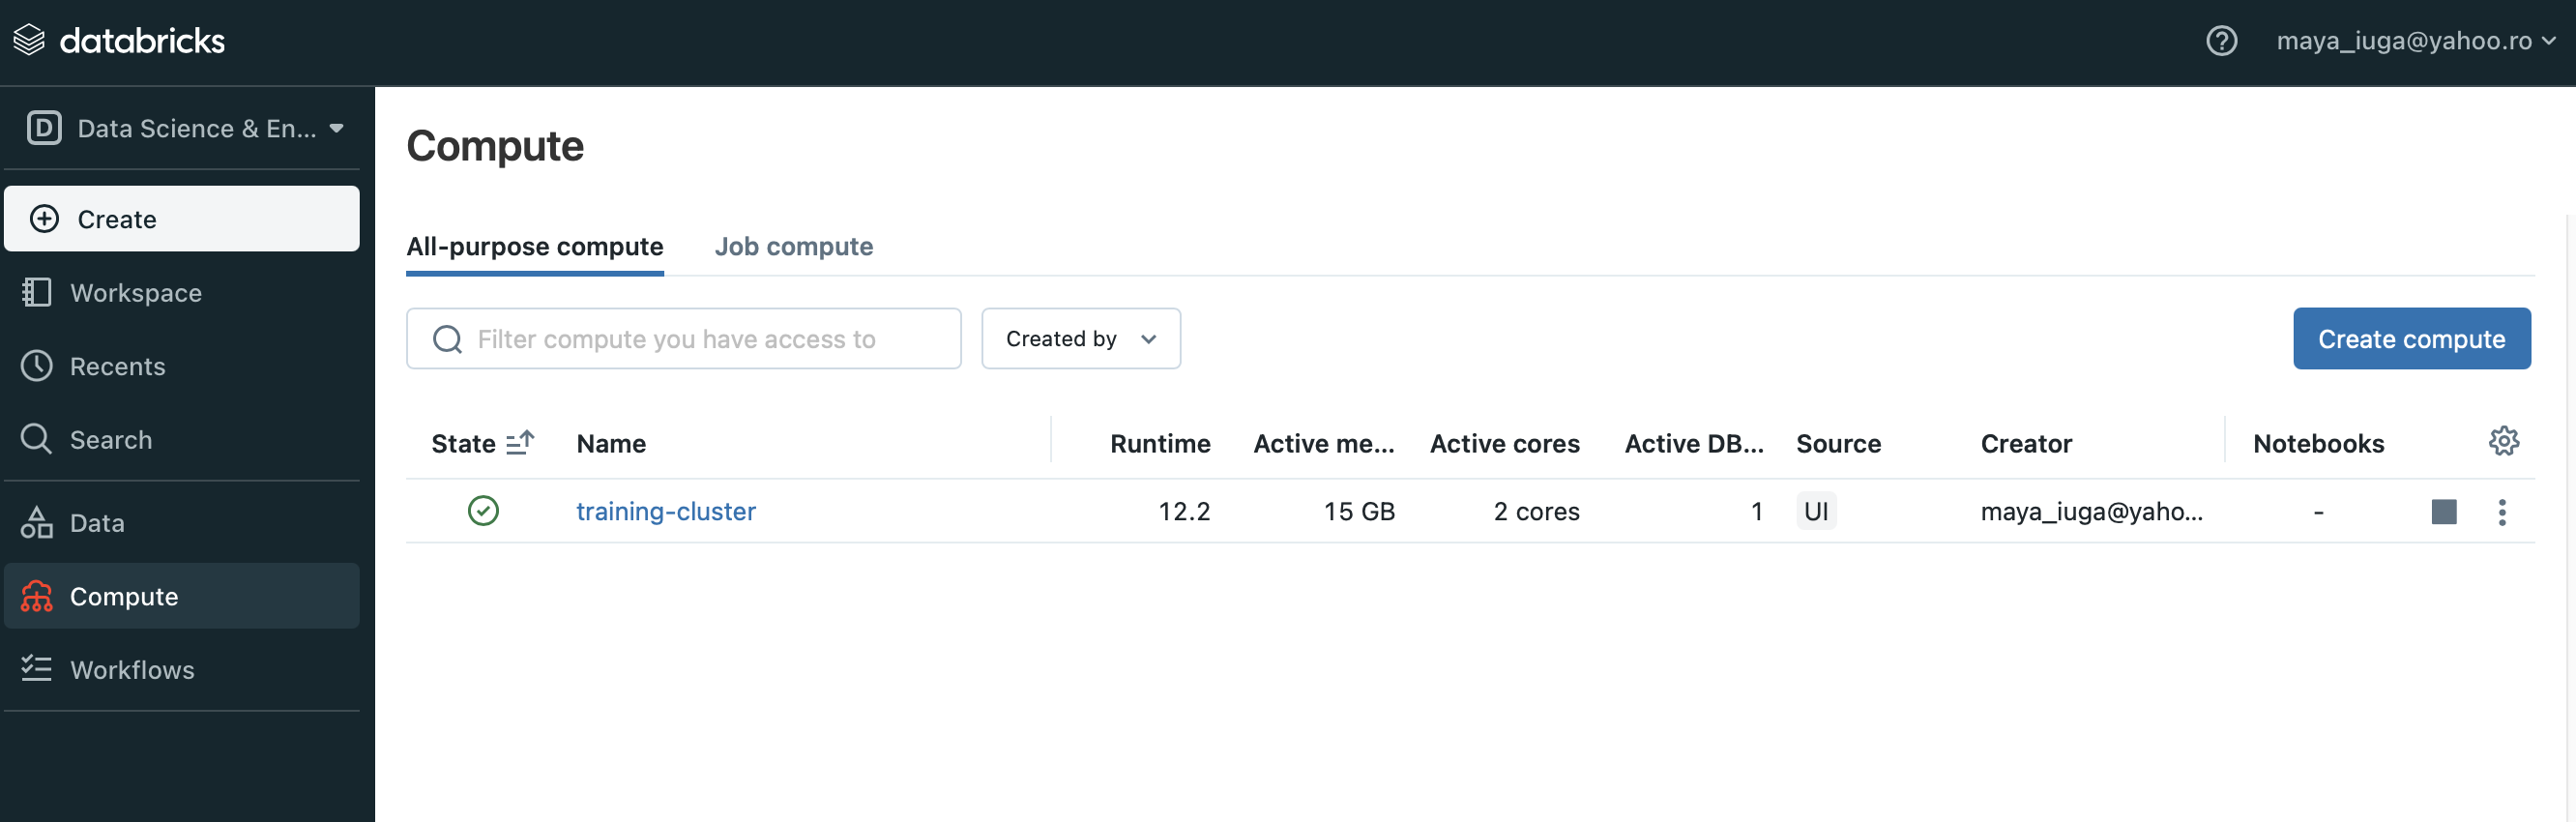 databricks
maya_iuga@yahoo.ro
D Data Science & En...
Create
Workspace
Recents
Search
Data
Compute
Workflows
Compute
All-purpose compute Job compute
Filter compute you have access to Created by Create compute
State Name Runtime Active me... Active cores Active DB... Source Creator Notebooks
training-cluster 12.2 15 GB 2 cores 1 UI maya_iuga@yaho... -